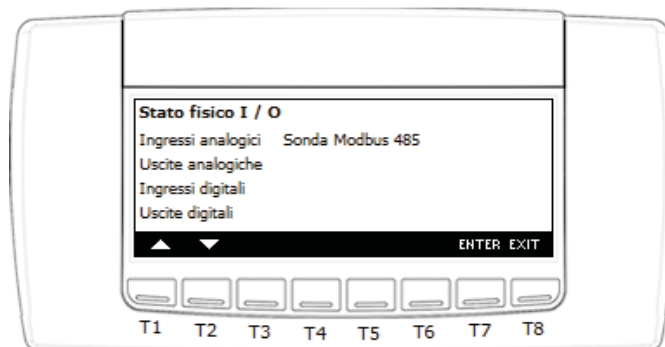 Stato fisico I / O
Ingressi analogici Sonda Modbus 485
Uscite analogiche
Ingressi digitali
Uscite digitali
ENTER EXIT
T1 T2 T3 T4 T5 T6 T7 T8